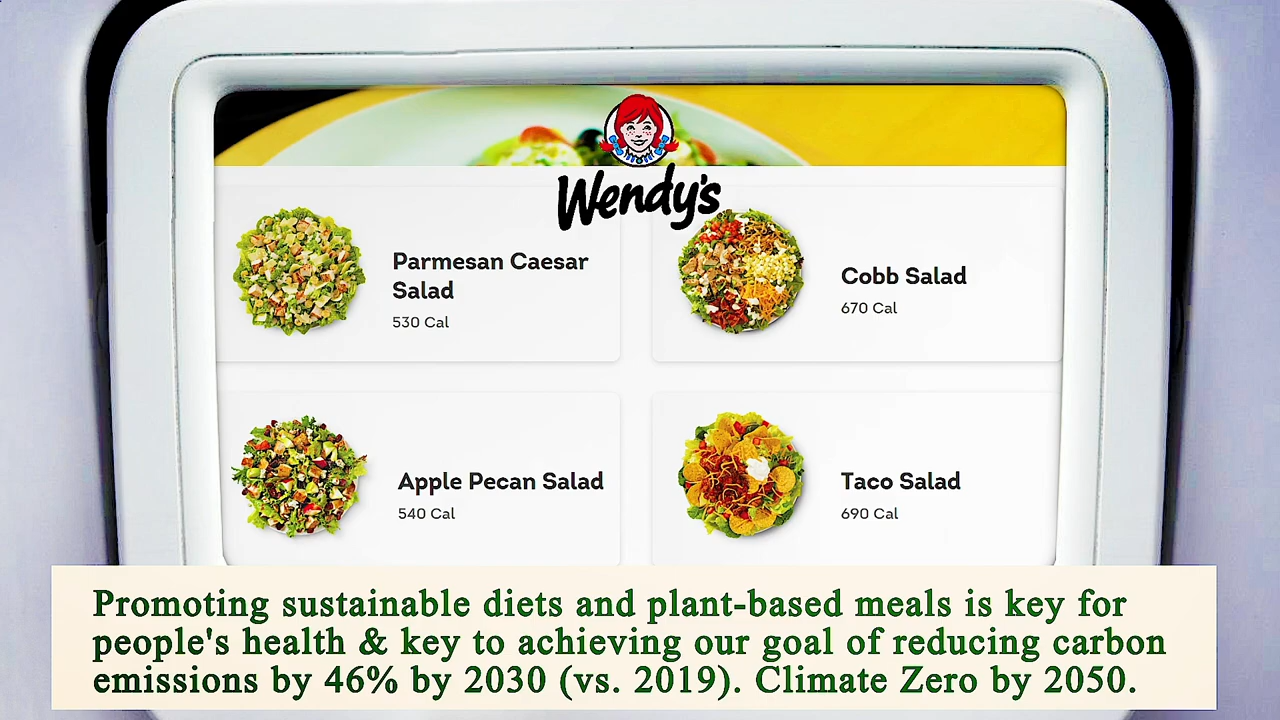 Wendy's
Parmesan Caesar
Salad
530 Cal
Cobb Salad
670 Cal
Apple Pecan Salad
540 Cal
Taco Salad
690 Cal
Promoting sustainable diets and plant-based meals is key for
people's health & key to achieving our goal of reducing carbon
emissions by 46% by 2030 (vs. 2019). Climate Zero by 2050.